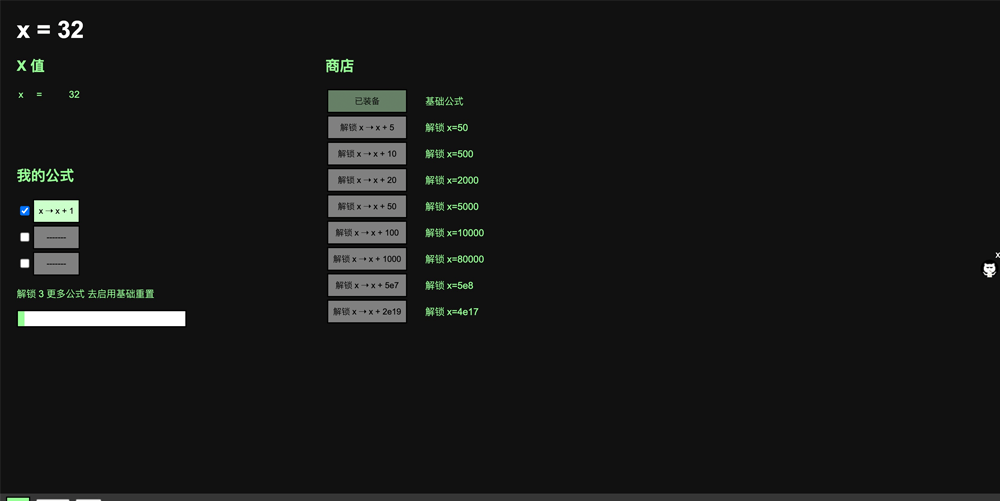 x = 32
X 值
x = 32
我的公式
x ➝ x + 1
-------
-------
解锁 3 更多公式 去启用基础重置
商店
已装备 基础公式
解锁 x ➝ x + 5 解锁 x=50
解锁 x ➝ x + 10 解锁 x=500
解锁 x ➝ x + 20 解锁 x=2000
解锁 x ➝ x + 50 解锁 x=5000
解锁 x ➝ x + 100 解锁 x=10000
解锁 x ➝ x + 1000 解锁 x=80000
解锁 x ➝ x + 5e7 解锁 x=5e8
解锁 x ➝ x + 2e19 解锁 x=4e17
x